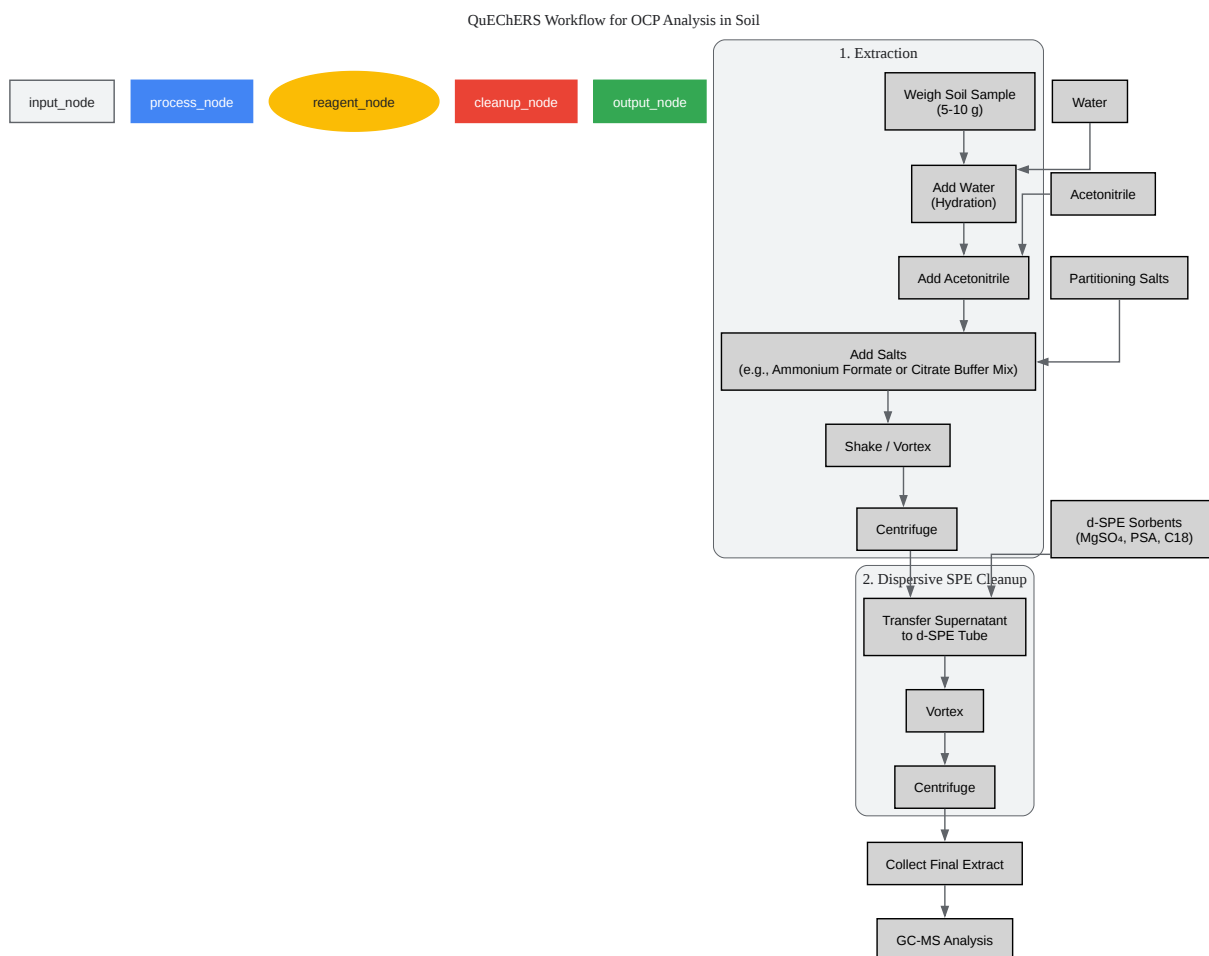 QuEChERS Workflow for OCP Analysis in Soil
input_node
process_node
reagent_node
cleanup_node
output_node
1. Extraction
Weigh Soil Sample
(5-10 g)
Water
Add Water
(Hydration)
Acetonitrile
Add Acetonitrile
Partitioning Salts
Add Salts
(e.g., Ammonium Formate or Citrate Buffer Mix)
Shake / Vortex
Centrifuge
d-SPE Sorbents
(MgSO₄, PSA, C18)
2. Dispersive SPE Cleanup
Transfer Supernatant
to d-SPE Tube
Vortex
Centrifuge
Collect Final Extract
GC-MS Analysis